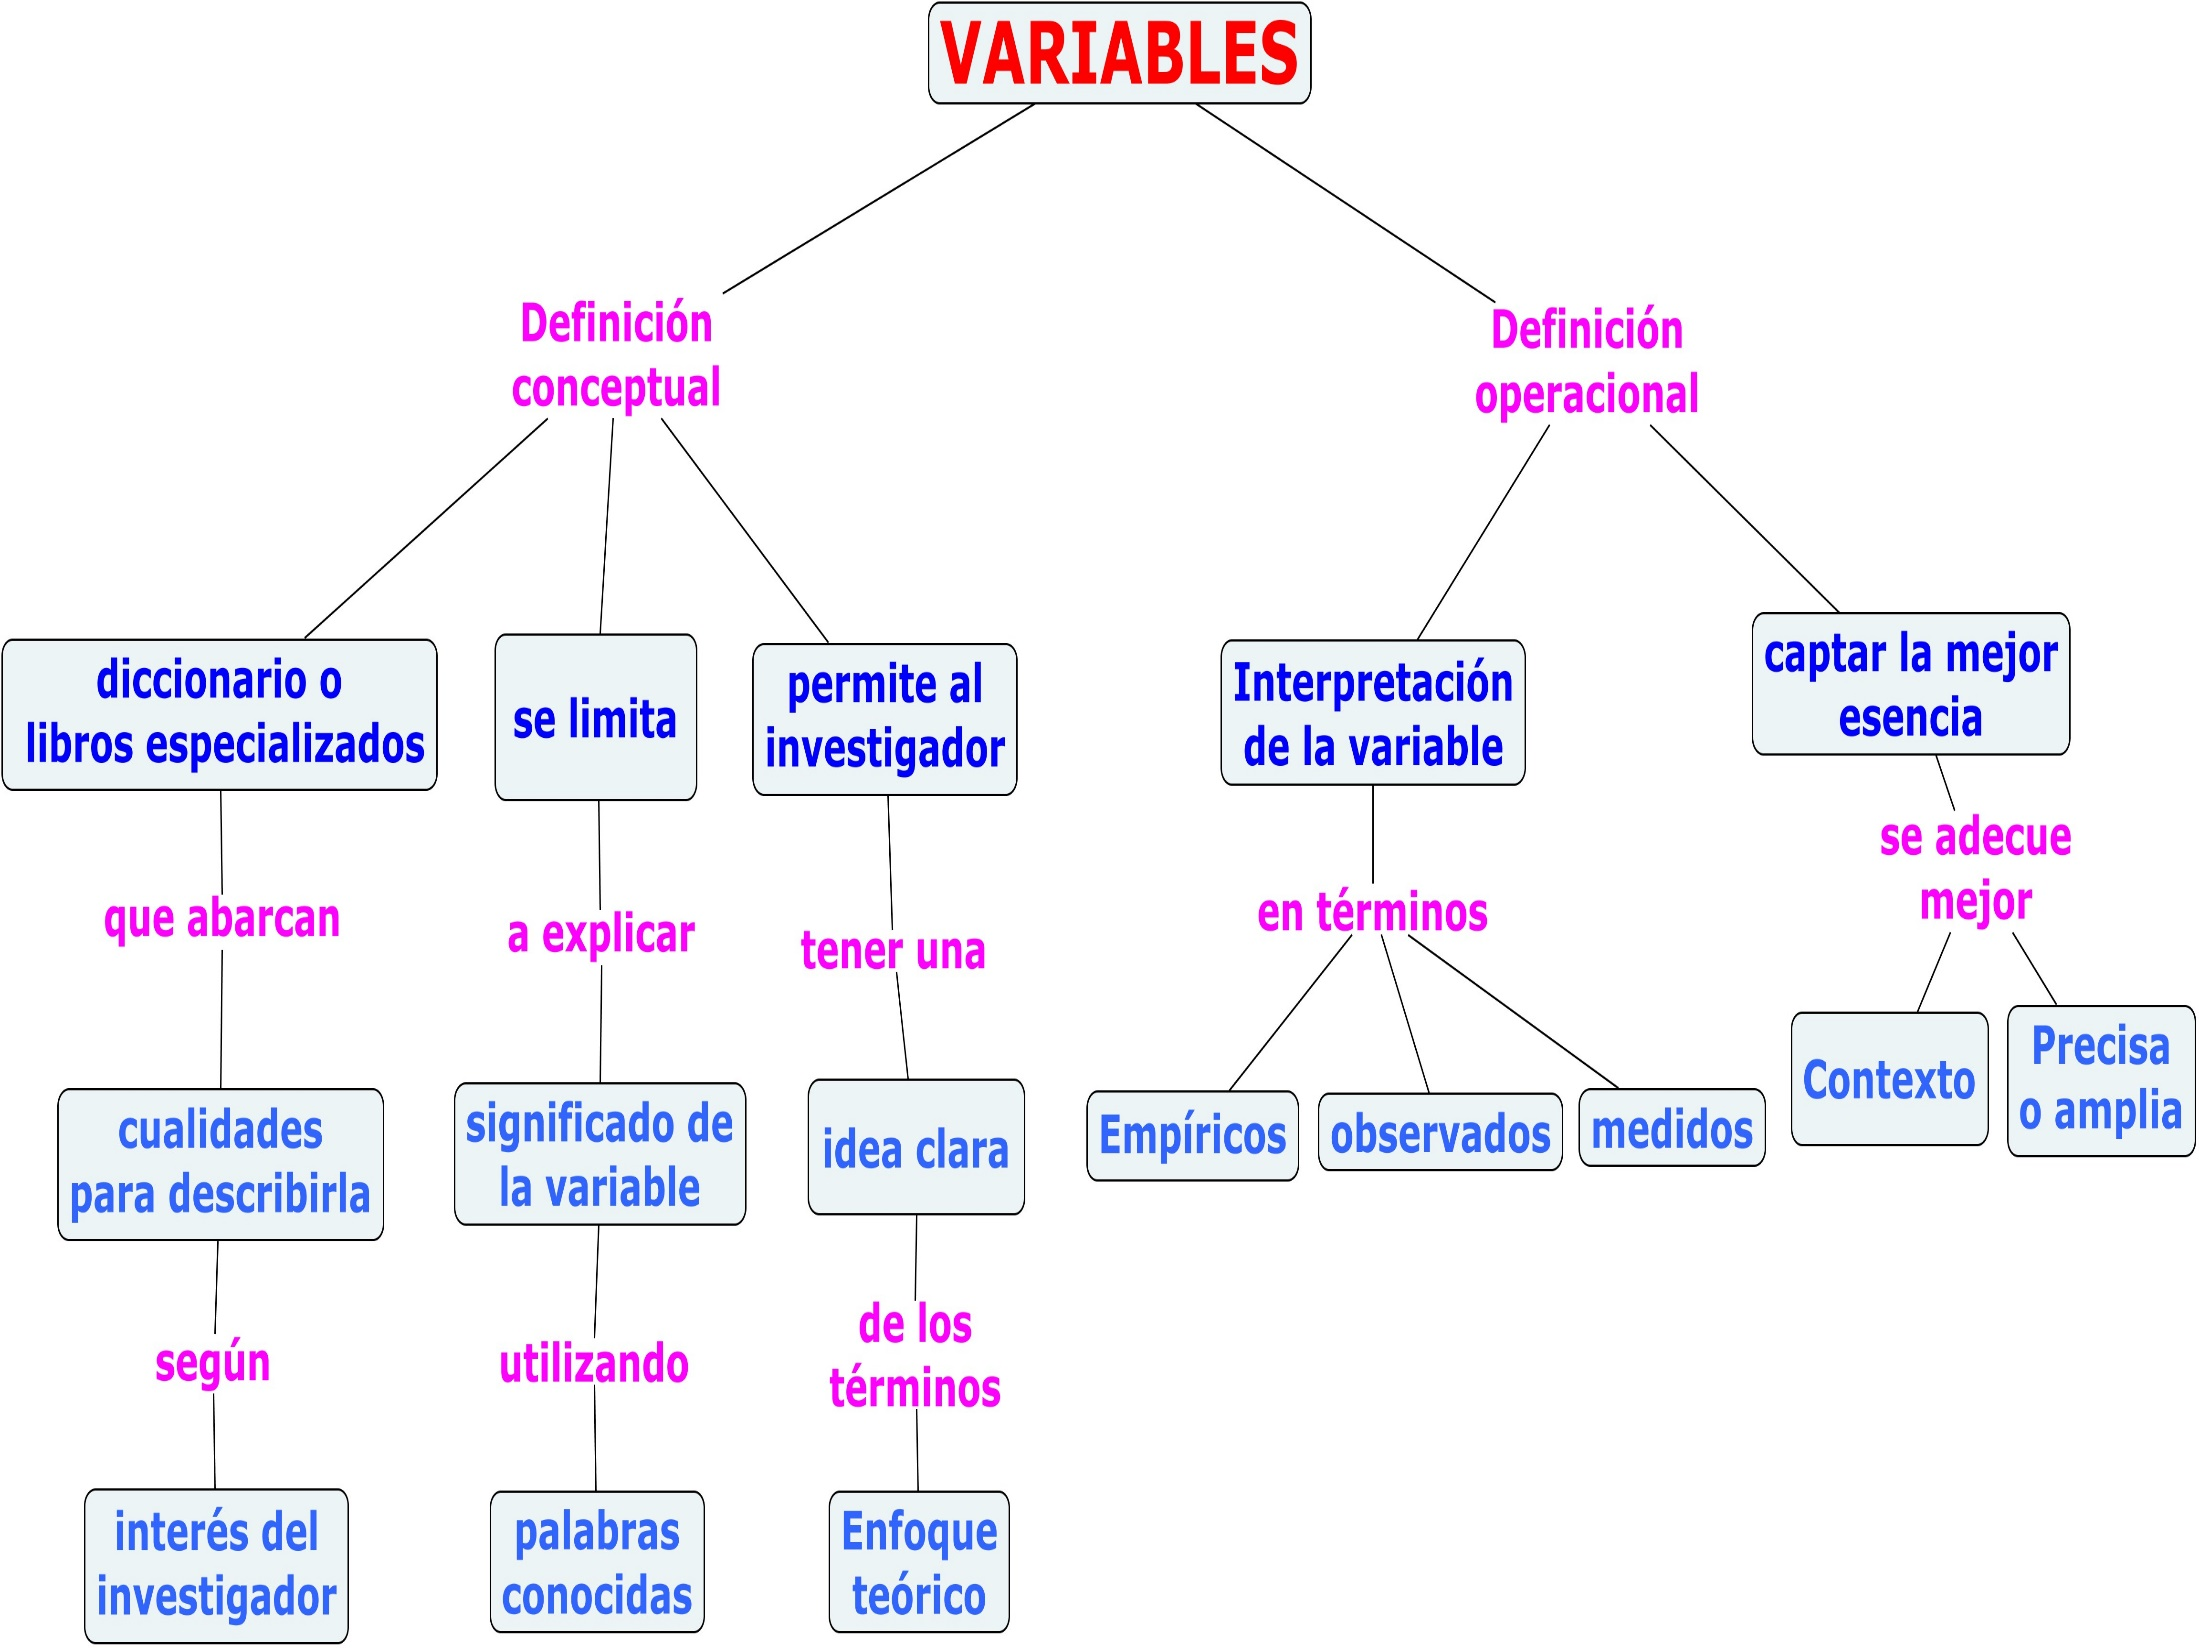 VARIABLES
Definición
conceptual
Definición
operacional
diccionario o
libros especializados
se limita
permite al
investigador
Interpretación
de la variable
captar la mejor
esencia
que abarcan
a explicar
tener una
en términos
se adecue
mejor
cualidades
para describirla
significado de
la variable
idea clara
Empíricos
observados
medidos
Contexto
Precisa
o amplia
según
utilizando
de los
términos
interés del
investigador
palabras
conocidas
Enfoque
teórico